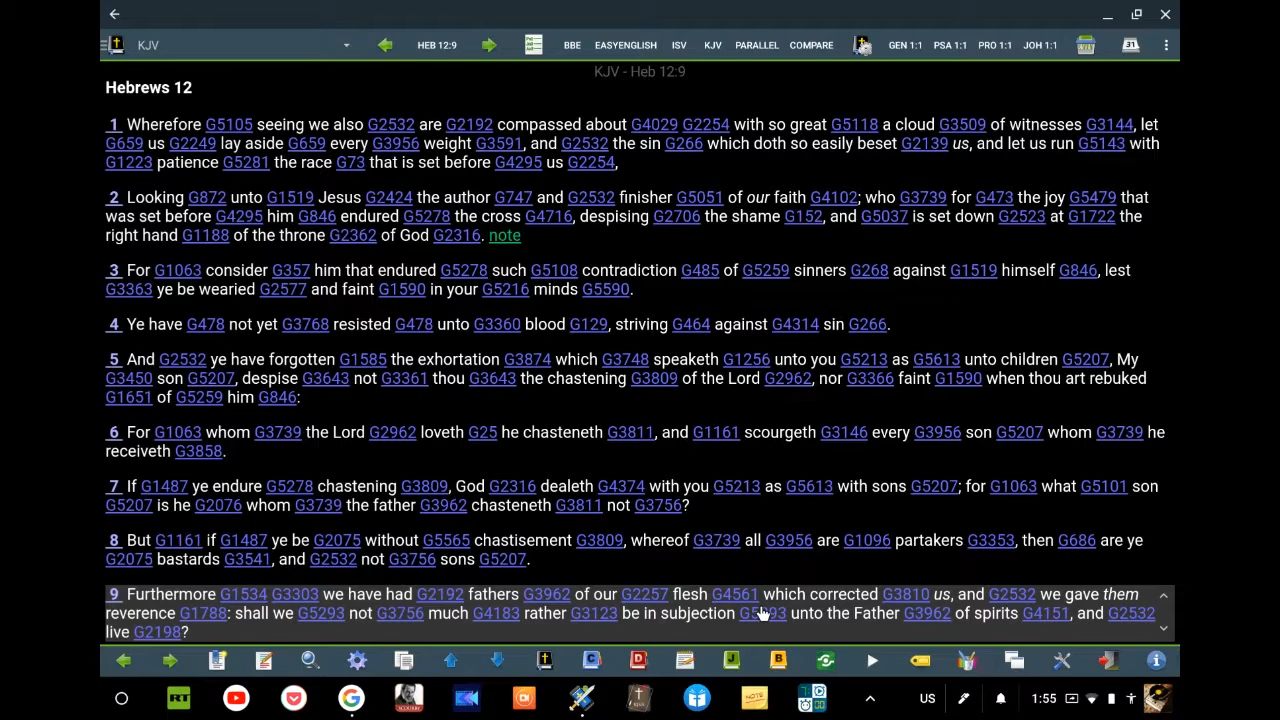 KJV HEB 12:9 BBE EASYENGLISH ISV KJV PARALLEL COMPARE GEN 1:1 PSA 1:1 PRO 1:1 JOH 1:1 31
KJV - Heb 12:9
Hebrews 12
1 Wherefore G5105 seeing we also G2532 are G2192 compassed about G4029 G2254 with so great G5118 a cloud G3509 of witnesses G3144, let
G659 us G2249 lay aside G659 every G3956 weight G3591, and G2532 the sin G266 which doth so easily beset G2139 us, and let us run G5143 with
G1223 patience G5281 the race G73 that is set before G4295 us G2254,
2 Looking G872 unto G1519 Jesus G2424 the author G747 and G2532 finisher G5051 of our faith G4102; who G3739 for G473 the joy G5479 that
was set before G4295 him G846 endured G5278 the cross G4716, despising G2706 the shame G152, and G5037 is set down G2523 at G1722 the
right hand G1188 of the throne G2362 of God G2316. note
3 For G1063 consider G357 him that endured G5278 such G5108 contradiction G485 of G5259 sinners G268 against G1519 himself G846, lest
G3363 ye be wearied G2577 and faint G1590 in your G5216 minds G5590.
4 Ye have G478 not yet G3768 resisted G478 unto G3360 blood G129, striving G464 against G4314 sin G266.
5 And G2532 ye have forgotten G1585 the exhortation G3874 which G3748 speaketh G1256 unto you G5213 as G5613 unto children G5207, My
G3450 son G5207, despise G3643 not G3361 thou G3643 the chastening G3809 of the Lord G2962, nor G3366 faint G1590 when thou art rebuked
G1651 of G5259 him G846:
6 For G1063 whom G3739 the Lord G2962 loveth G25 he chasteneth G3811, and G1161 scourgeth G3146 every G3956 son G5207 whom G3739 he
receiveth G3858.
7 If G1487 ye endure G5278 chastening G3809, God G2316 dealeth G4374 with you G5213 as G5613 with sons G5207; for G1063 what G5101 son
G5207 is he G2076 whom G3739 the father G3962 chasteneth G3811 not G3756?
8 But G1161 if G1487 ye be G2075 without G5565 chastisement G3809, whereof G3739 all G3956 are G1096 partakers G3353, then G686 are ye
G2075 bastards G3541, and G2532 not G3756 sons G5207.
9 Furthermore G1534 G3303 we have had G2192 fathers G3962 of our G2257 flesh G4561 which corrected G3810 us, and G2532 we gave them
reverence G1788: shall we G5293 not G3756 much G4183 rather G3123 be in subjection G5293 unto the Father G3962 of spirits G4151, and G2532
live G2198?
C D J B
RT G NOTE US 1:55